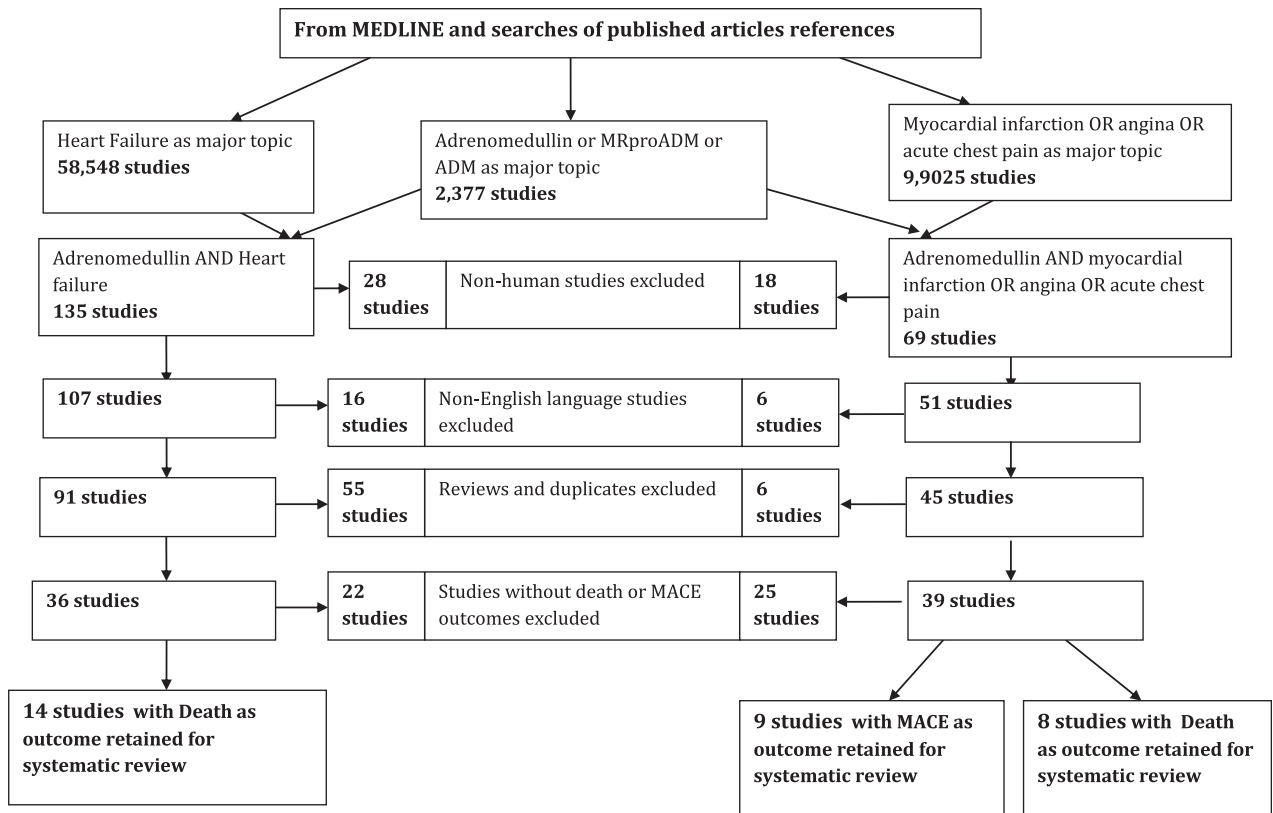 From MEDLINE and searches of published articles references
Heart Failure as major topic
58,548 studies
Adrenomedullin or MRproADM or
ADM as major topic
2,377 studies
Myocardial infarction OR angina OR
acute chest pain as major topic
9,9025 studies
Adrenomedullin AND Heart
failure
135 studies
28
studies
Non-human studies excluded
18
studies
Adrenomedullin AND myocardial
infarction OR angina OR acute chest
pain
69 studies
107 studies
16
studies
Non-English language studies
excluded
6
studies
51 studies
91 studies
55
studies
Reviews and duplicates excluded
6
studies
45 studies
36 studies
22
studies
Studies without death or MACE
outcomes excluded
25
studies
39 studies
14 studies with Death as
outcome retained for
systematic review
9 studies with MACE as
outcome retained for
systematic review
8 studies with Death
as outcome retained for
systematic review